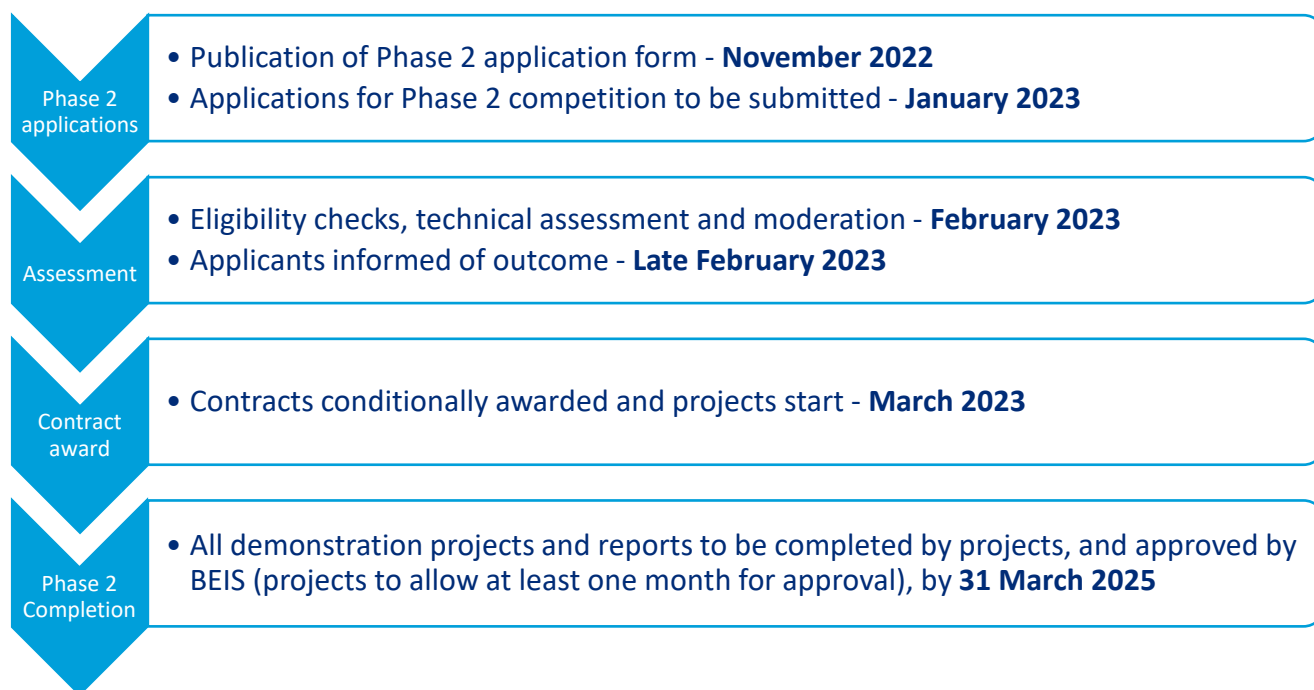 Phase 2
applications
• Publication of Phase 2 application form - November 2022
• Applications for Phase 2 competition to be submitted - January 2023
Assessment
• Eligibility checks, technical assessment and moderation - February 2023
• Applicants informed of outcome - Late February 2023
Contract
award
• Contracts conditionally awarded and projects start - March 2023
Phase 2
Completion
• All demonstration projects and reports to be completed by projects, and approved by
BEIS (projects to allow at least one month for approval), by 31 March 2025